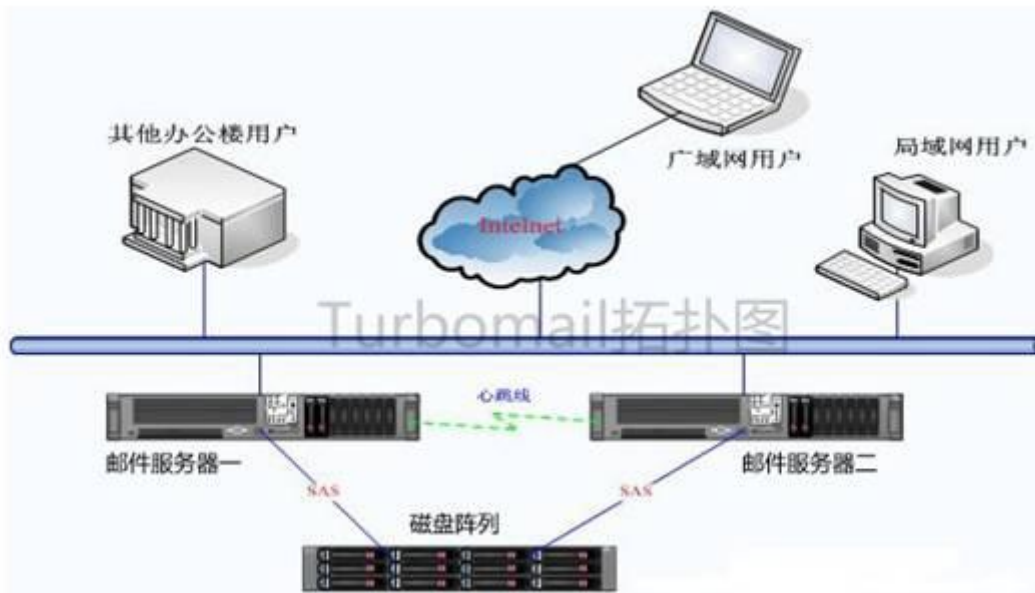 其他办公楼用户
广域网用户
局域网用户
Inteinet
Turbomail拓扑图
心跳线
邮件服务器一
邮件服务器二
SAS
SAS
磁盘阵列